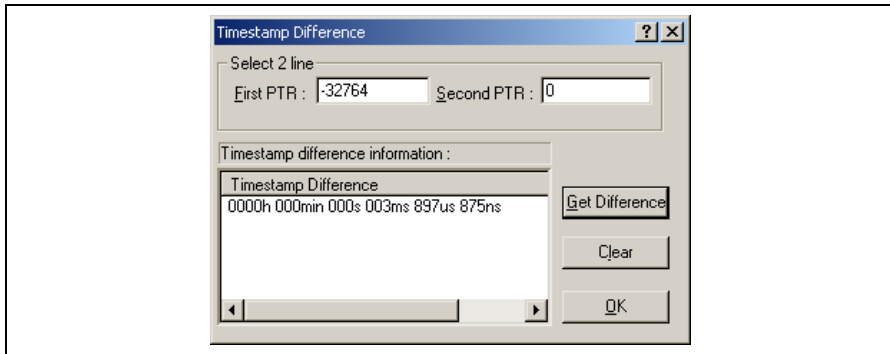 Timestamp Difference
Select 2 line
First PTR : -32764 Second PTR : 0
Timestamp difference information :
Timestamp Difference
0000h 000min 000s 003ms 897us 875ns
Get Difference
Clear
OK